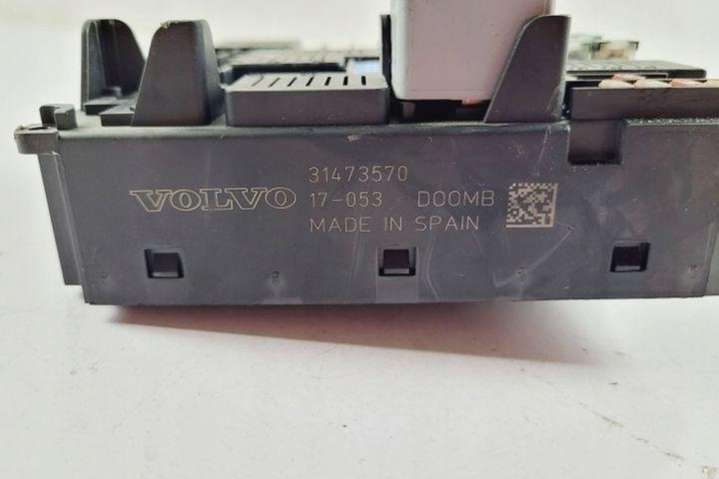 31473570
VOLVO 17-053 D00MB
MADE IN SPAIN